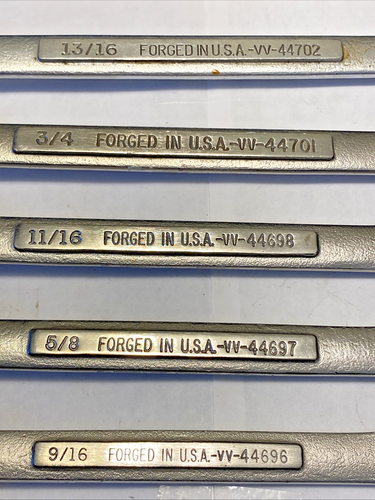 13/16 FORGED IN U.S.A.-VV-44702
3/4 FORGED IN U.S.A.-VV-44701
11/16 FORGED IN U.S.A.-VV-44698
5/8 FORGED IN U.S.A.-VV-44697
9/16 FORGED IN U.S.A.-VV-44696